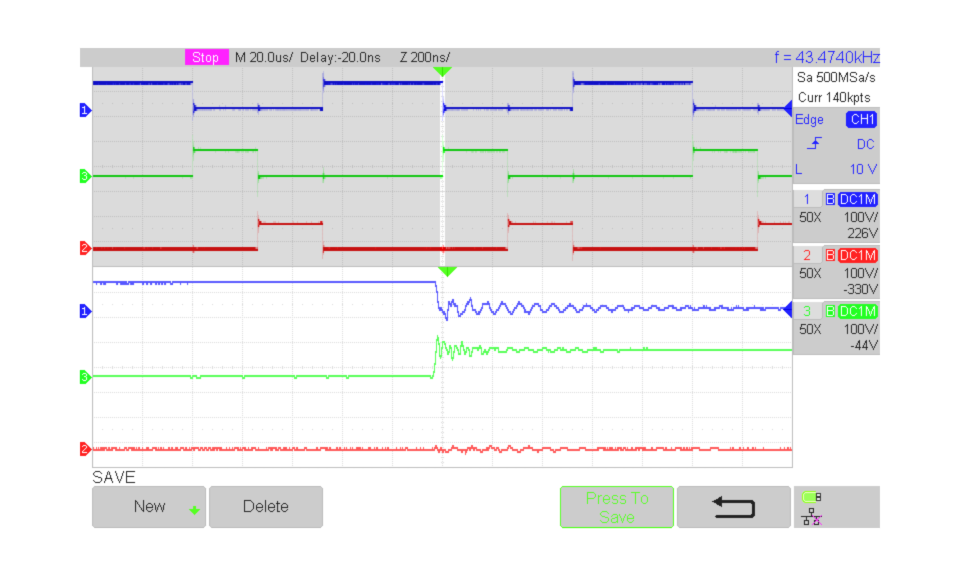 Stop M 20.0us/ Delay:-20.0ns Z 200ns/ f = 43.4740kHz
Sa 500MSa/s
Curr 140kpts
Edge CH1
DC
L 10 V
1 B DC1M
50X 100V/
226V
2 B DC1M
50X 100V/
-330V
3 B DC1M
50X 100V/
-44V
1
3
2
1
3
2
SAVE
New Delete Press To
Save